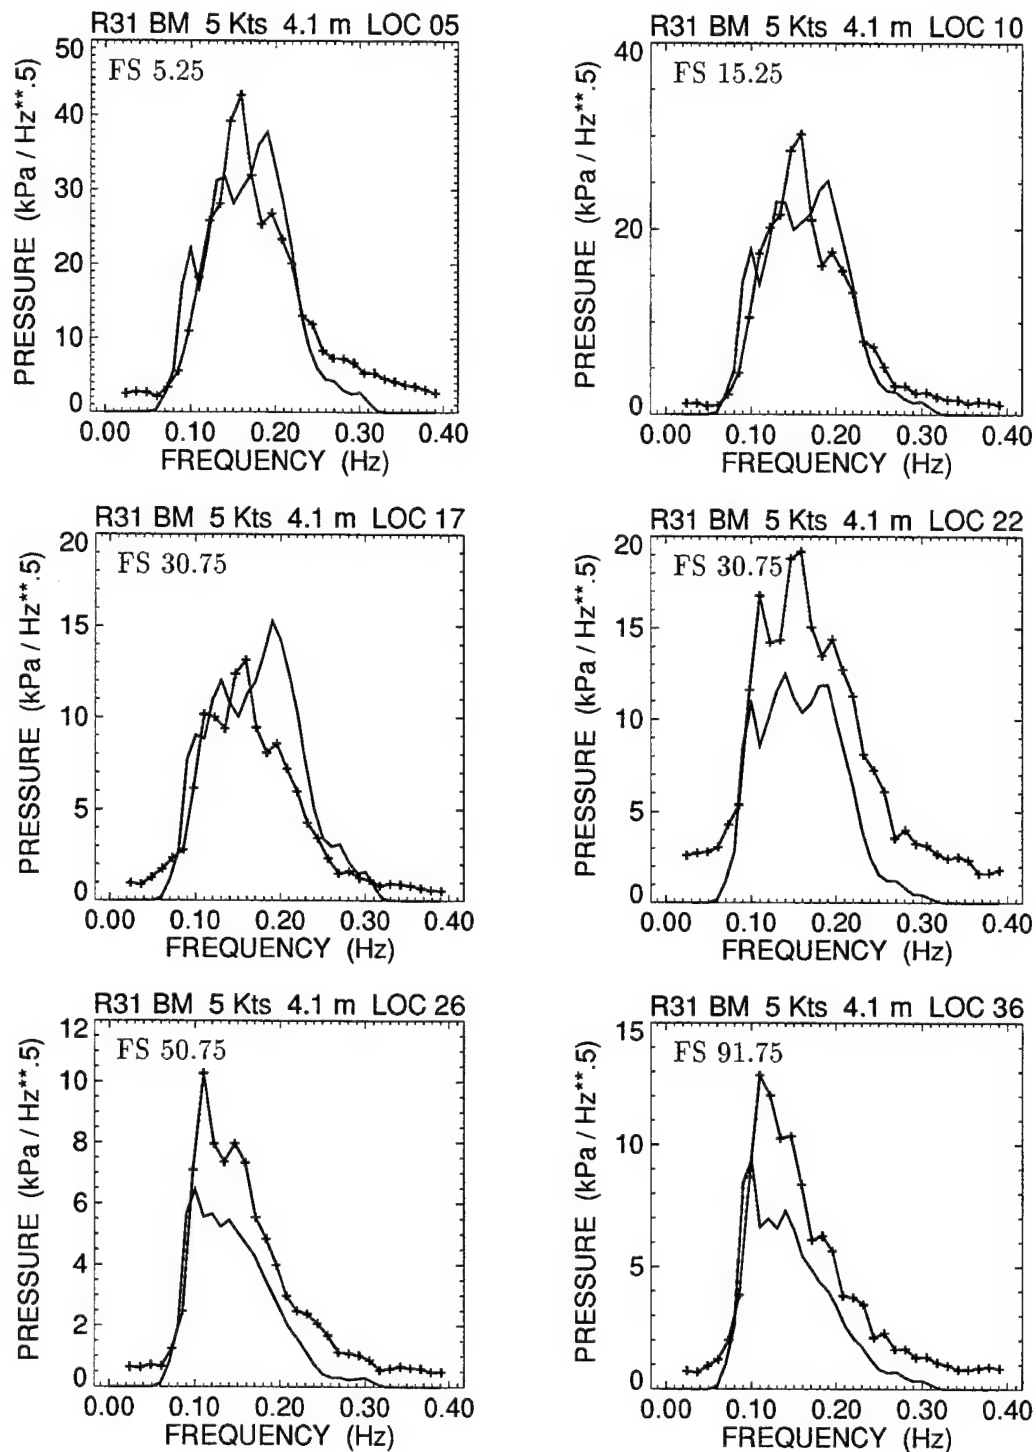 R31 BM 5 Kts 4.1 m LOC 05
FS 5.25
PRESSURE (kPa / Hz**.5)
50
40
30
20
10
0
0.00 0.10 0.20 0.30 0.40
FREQUENCY (Hz)
R31 BM 5 Kts 4.1 m LOC 10
FS 15.25
PRESSURE (kPa / Hz**.5)
40
30
20
10
0
0.00 0.10 0.20 0.30 0.40
FREQUENCY (Hz)
R31 BM 5 Kts 4.1 m LOC 17
FS 30.75
PRESSURE (kPa / Hz**.5)
20
15
10
5
0
0.00 0.10 0.20 0.30 0.40
FREQUENCY (Hz)
R31 BM 5 Kts 4.1 m LOC 22
FS 30.75
PRESSURE (kPa / Hz**.5)
20
15
10
5
0
0.00 0.10 0.20 0.30 0.40
FREQUENCY (Hz)
R31 BM 5 Kts 4.1 m LOC 26
FS 50.75
PRESSURE (kPa / Hz**.5)
12
10
8
6
4
2
0
0.00 0.10 0.20 0.30 0.40
FREQUENCY (Hz)
R31 BM 5 Kts 4.1 m LOC 36
FS 91.75
PRESSURE (kPa / Hz**.5)
15
10
5
0
0.00 0.10 0.20 0.30 0.40
FREQUENCY (Hz)